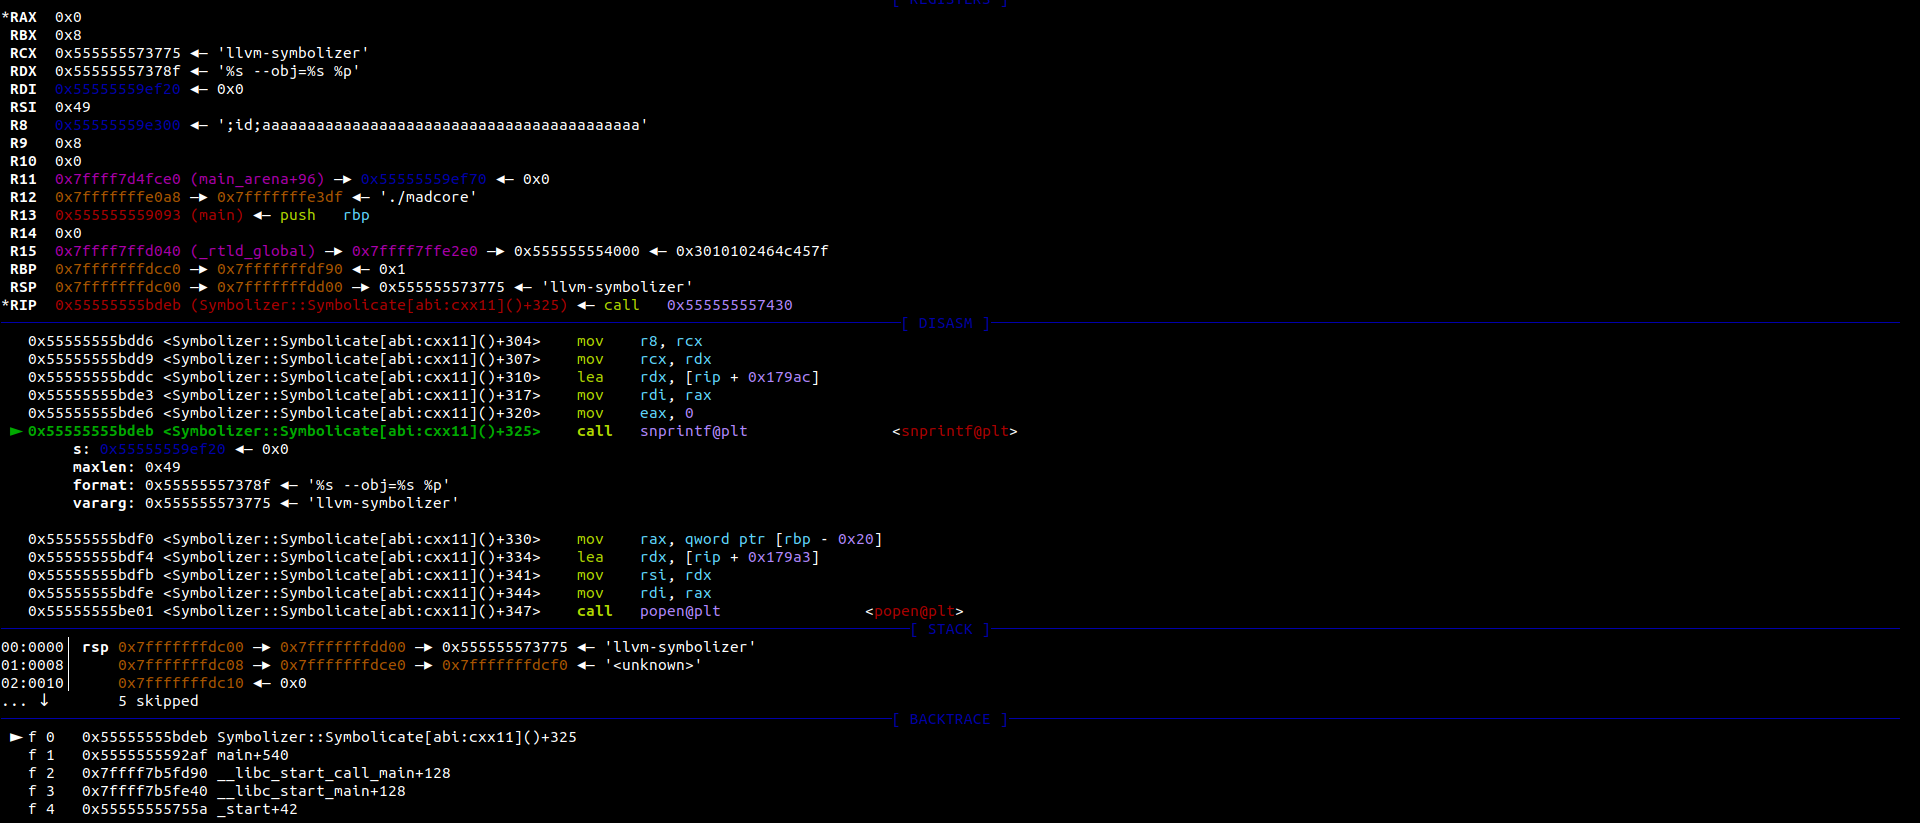 [ REGISTERS ]
*RAX  0x0
 RBX  0x8
 RCX  0x555555573775 ◂— 'llvm-symbolizer'
 RDX  0x55555557378f ◂— '%s --obj=%s %p'
 RDI  0x55555559ef20 ◂— 0x0
 RSI  0x49
 R8   0x55555559e300 ◂— ';id;aaaaaaaaaaaaaaaaaaaaaaaaaaaaaaaaaaaaaaaaaa'
 R9   0x8
 R10  0x0
 R11  0x7ffff7d4fce0 (main_arena+96) —▸ 0x55555559ef70 ◂— 0x0
 R12  0x7fffffffe0a8 —▸ 0x7fffffffe3df ◂— './madcore'
 R13  0x555555559093 (main) ◂— push   rbp
 R14  0x0
 R15  0x7ffff7ffd040 (_rtld_global) —▸ 0x7ffff7ffe2e0 —▸ 0x555555554000 ◂— 0x3010102464c457f
 RBP  0x7fffffffdcc0 —▸ 0x7fffffffdf90 ◂— 0x1
 RSP  0x7fffffffdc00 —▸ 0x7fffffffdd00 —▸ 0x555555573775 ◂— 'llvm-symbolizer'
*RIP  0x55555555bdeb (Symbolizer::Symbolicate[abi:cxx11]()+325) ◂— call   0x555555557430
[ DISASM ]
   0x55555555bdd6 <Symbolizer::Symbolicate[abi:cxx11]()+304>    mov    r8, rcx
   0x55555555bdd9 <Symbolizer::Symbolicate[abi:cxx11]()+307>    mov    rcx, rdx
   0x55555555bddc <Symbolizer::Symbolicate[abi:cxx11]()+310>    lea    rdx, [rip + 0x179ac]
   0x55555555bde3 <Symbolizer::Symbolicate[abi:cxx11]()+317>    mov    rdi, rax
   0x55555555bde6 <Symbolizer::Symbolicate[abi:cxx11]()+320>    mov    eax, 0
 ► 0x55555555bdeb <Symbolizer::Symbolicate[abi:cxx11]()+325>    call   snprintf@plt                <snprintf@plt>
        s: 0x55555559ef20 ◂— 0x0
        maxlen: 0x49
        format: 0x55555557378f ◂— '%s --obj=%s %p'
        vararg: 0x555555573775 ◂— 'llvm-symbolizer'
   0x55555555bdf0 <Symbolizer::Symbolicate[abi:cxx11]()+330>    mov    rax, qword ptr [rbp - 0x20]
   0x55555555bdf4 <Symbolizer::Symbolicate[abi:cxx11]()+334>    lea    rdx, [rip + 0x179a3]
   0x55555555bdfb <Symbolizer::Symbolicate[abi:cxx11]()+341>    mov    rsi, rdx
   0x55555555bdfe <Symbolizer::Symbolicate[abi:cxx11]()+344>    mov    rdi, rax
   0x55555555be01 <Symbolizer::Symbolicate[abi:cxx11]()+347>    call   popen@plt                <popen@plt>
[ STACK ]
00:0000│  rsp 0x7fffffffdc00 —▸ 0x7fffffffdd00 —▸ 0x555555573775 ◂— 'llvm-symbolizer'
01:0008│      0x7fffffffdc08 —▸ 0x7fffffffdce0 —▸ 0x7fffffffdcf0 ◂— '<unknown>'
02:0010│      0x7fffffffdc10 ◂— 0x0
... ↓         5 skipped
[ BACKTRACE ]
 ► f 0   0x55555555bdeb Symbolizer::Symbolicate[abi:cxx11]()+325
   f 1   0x5555555592af main+540
   f 2   0x7ffff7b5fd90 __libc_start_call_main+128
   f 3   0x7ffff7b5fe40 __libc_start_main+128
   f 4   0x55555555755a _start+42